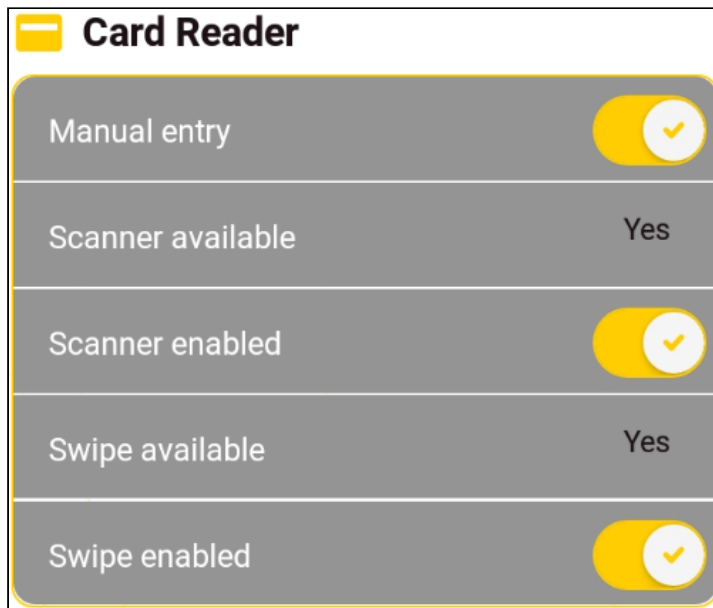 Card Reader
Manual entry
Scanner available Yes
Scanner enabled
Swipe available Yes
Swipe enabled